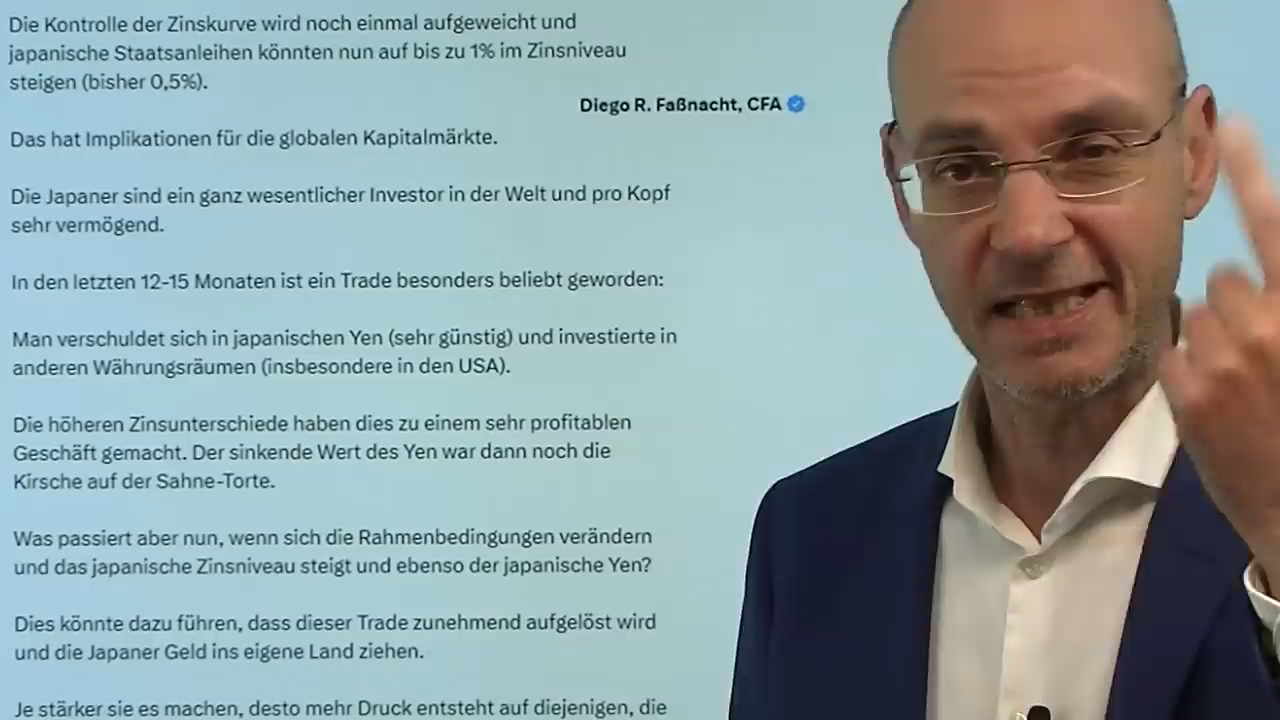 Die Kontrolle der Zinskurve wird noch einmal aufgeweicht und
japanische Staatsanleihen könnten nun auf bis zu 1% im Zinsniveau
steigen (bisher 0,5%).
Diego R. Faßnacht, CFA
Das hat Implikationen für die globalen Kapitalmärkte.
Die Japaner sind ein ganz wesentlicher Investor in der Welt und pro Kopf
sehr vermögend.
In den letzten 12-15 Monaten ist ein Trade besonders beliebt geworden:
Man verschuldet sich in japanischen Yen (sehr günstig) und investierte in
anderen Währungsräumen (insbesondere in den USA).
Die höheren Zinsunterschiede haben dies zu einem sehr profitablen
Geschäft gemacht. Der sinkende Wert des Yen war dann noch die
Kirsche auf der Sahne-Torte.
Was passiert aber nun, wenn sich die Rahmenbedingungen verändern
und das japanische Zinsniveau steigt und ebenso der japanische Yen?
Dies könnte dazu führen, dass dieser Trade zunehmend aufgelöst wird
und die Japaner Geld ins eigene Land ziehen.
Je stärker sie es machen, desto mehr Druck entsteht auf diejenigen, die